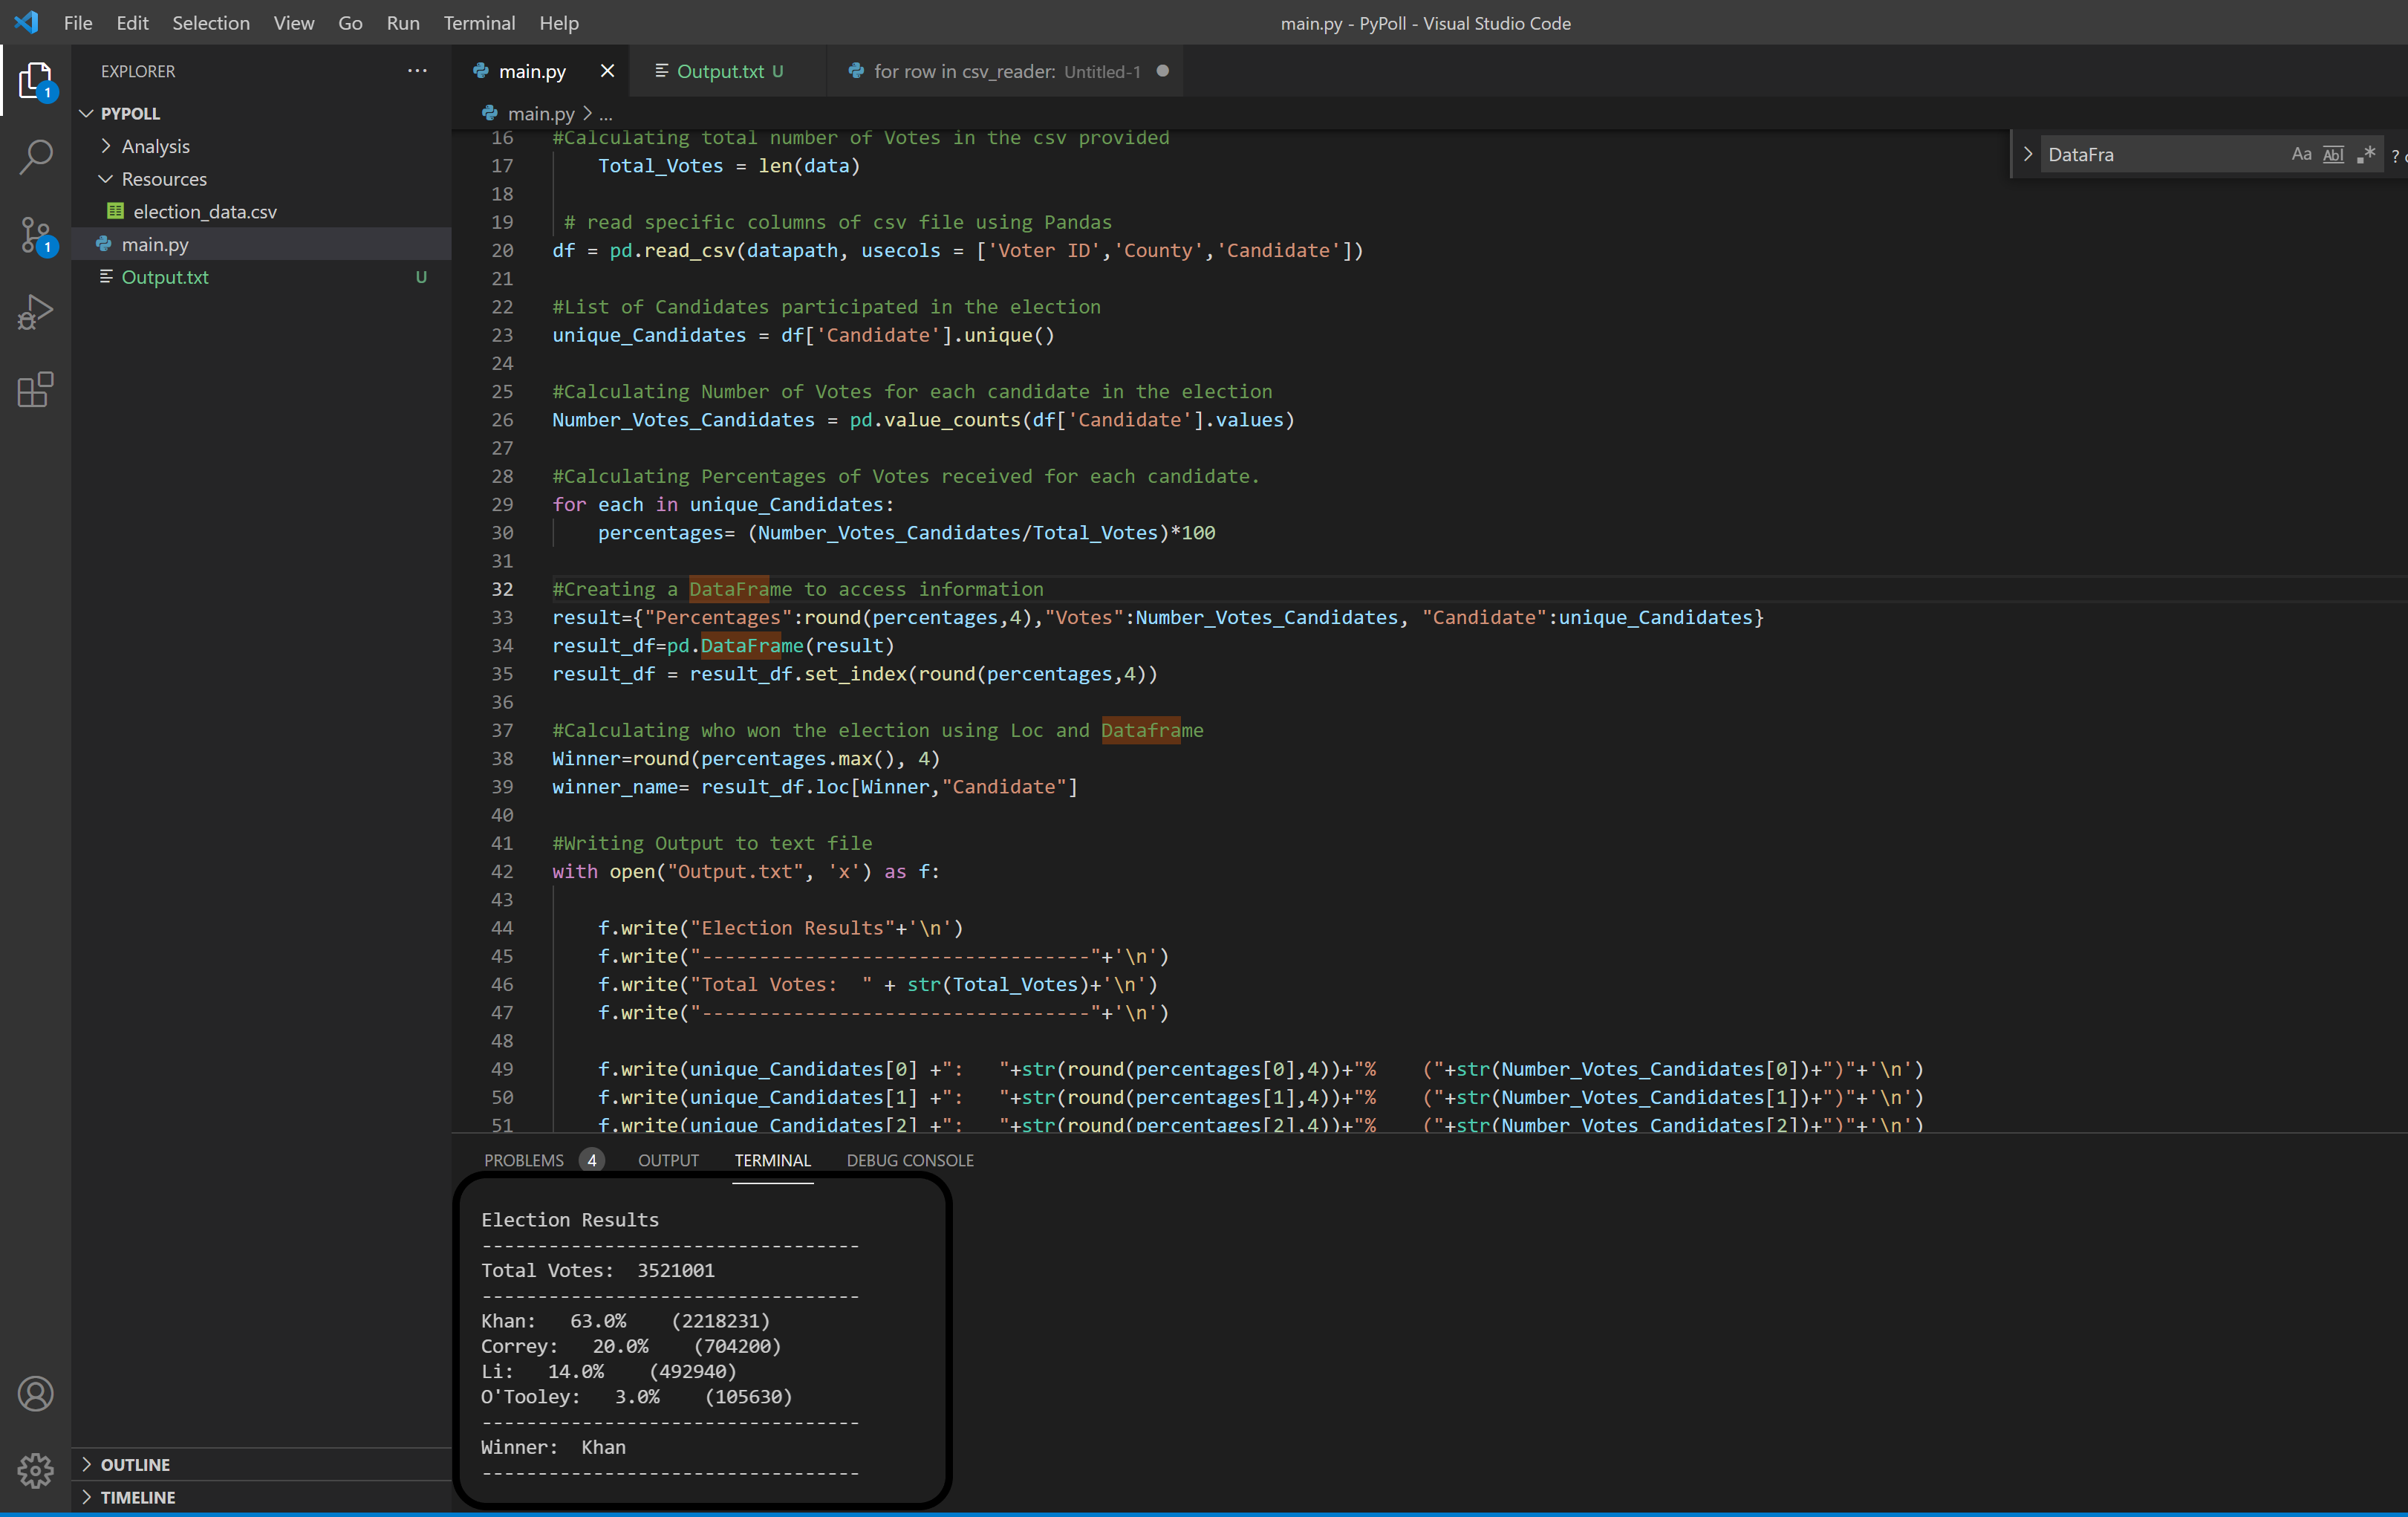 File Edit Selection View Go Run Terminal Help
main.py - PyPoll - Visual Studio Code
EXPLORER ...
1
PYPOLL
Analysis
Resources
election_data.csv
main.py
Output.txt U
1
OUTLINE
TIMELINE
main.py Output.txt U for row in csv_reader: Untitled-1
main.py > ...
DataFra Aa Abl .* ?
16 #Calculating total number of Votes in the csv provided
17     Total_Votes = len(data)
18
19  # read specific columns of csv file using Pandas
20 df = pd.read_csv(datapath, usecols = ['Voter ID','County','Candidate'])
21
22 #List of Candidates participated in the election
23 unique_Candidates = df['Candidate'].unique()
24
25 #Calculating Number of Votes for each candidate in the election
26 Number_Votes_Candidates = pd.value_counts(df['Candidate'].values)
27
28 #Calculating Percentages of Votes received for each candidate.
29 for each in unique_Candidates:
30     percentages= (Number_Votes_Candidates/Total_Votes)*100
31
32 #Creating a DataFrame to access information
33 result={"Percentages":round(percentages,4),"Votes":Number_Votes_Candidates, "Candidate":unique_Candidates}
34 result_df=pd.DataFrame(result)
35 result_df = result_df.set_index(round(percentages,4))
36
37 #Calculating who won the election using Loc and Dataframe
38 Winner=round(percentages.max(), 4)
39 winner_name= result_df.loc[Winner,"Candidate"]
40
41 #Writing Output to text file
42 with open("Output.txt", 'x') as f:
43
44     f.write("Election Results"+'\n')
45     f.write("----------------------------------"+'\n')
46     f.write("Total Votes:  " + str(Total_Votes)+'\n')
47     f.write("----------------------------------"+'\n')
48
49     f.write(unique_Candidates[0] +":   "+str(round(percentages[0],4))+"%    ("+str(Number_Votes_Candidates[0])+")"+'\n')
50     f.write(unique_Candidates[1] +":   "+str(round(percentages[1],4))+"%    ("+str(Number_Votes_Candidates[1])+")"+'\n')
51     f.write(unique_Candidates[2] +":   "+str(round(percentages[2],4))+"%    ("+str(Number_Votes_Candidates[2])+")"+'\n')
PROBLEMS 4 OUTPUT TERMINAL DEBUG CONSOLE
Election Results
----------------------------------
Total Votes:  3521001
----------------------------------
Khan:   63.0%    (2218231)
Correy:   20.0%    (704200)
Li:   14.0%    (492940)
O'Tooley:   3.0%    (105630)
----------------------------------
Winner:  Khan
----------------------------------